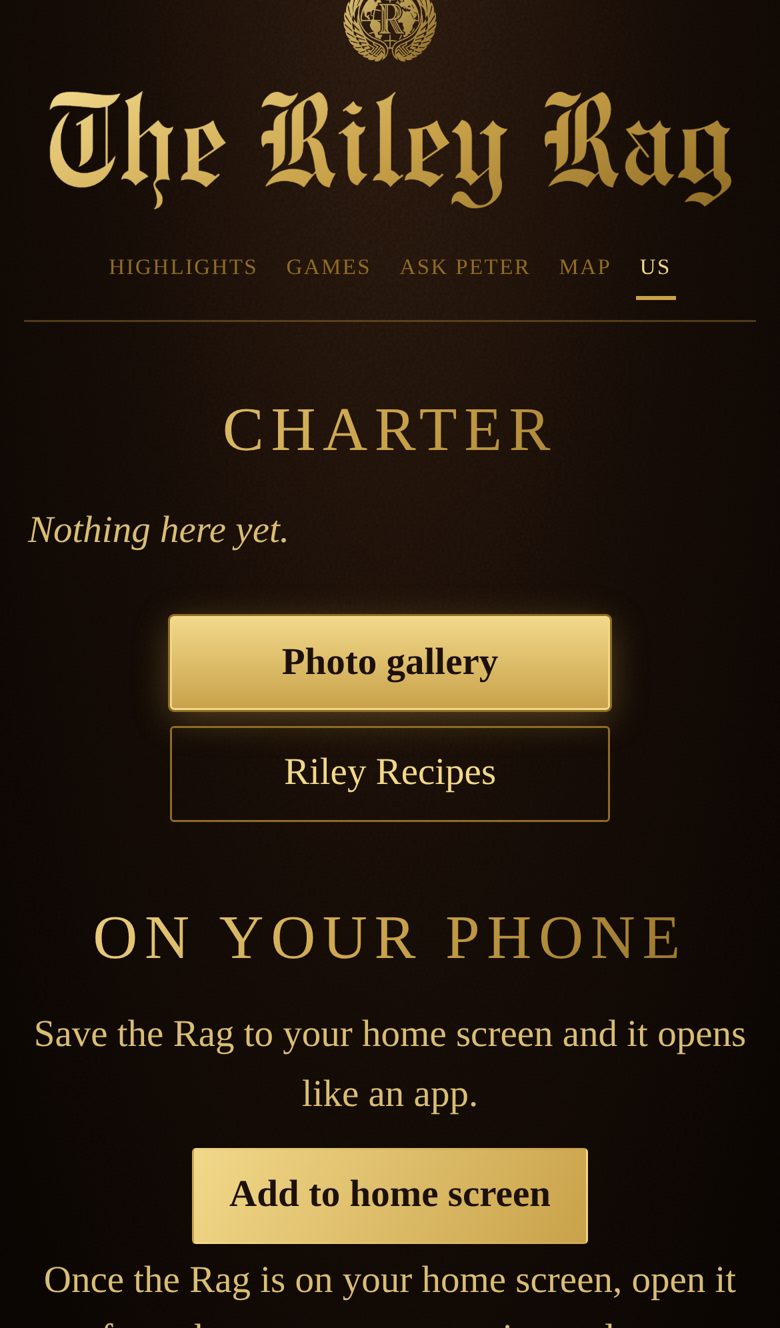 R
The Riley Rag
HIGHLIGHTS GAMES ASK PETER MAP US
CHARTER
Nothing here yet.
Photo gallery
Riley Recipes
ON YOUR PHONE
Save the Rag to your home screen and it opens
like an app.
Add to home screen
Once the Rag is on your home screen, open it